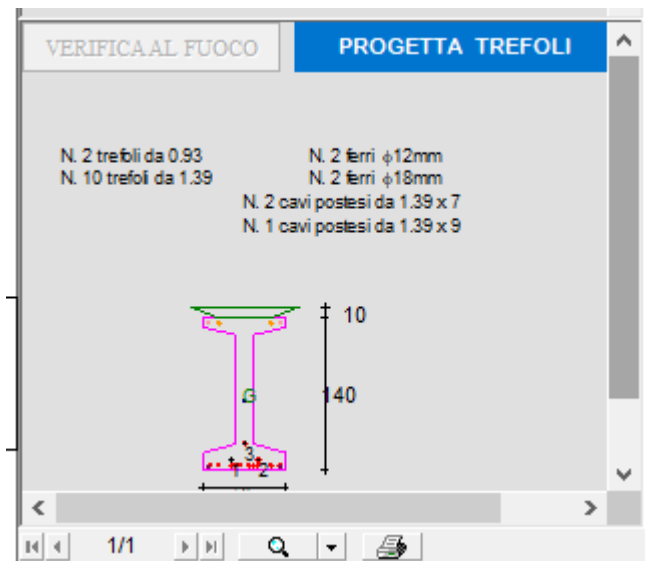 VERIFICA AL FUOCO PROGETTA TREFOLI
N. 2 trefoli da 0.93 N. 2 ferri ϕ12mm
N. 10 trefoli da 1.39 N. 2 ferri ϕ18mm
N. 2 cavi postesi da 1.39 x 7
N. 1 cavi postesi da 1.39 x 9
10
G 140
3
1 2
1/1